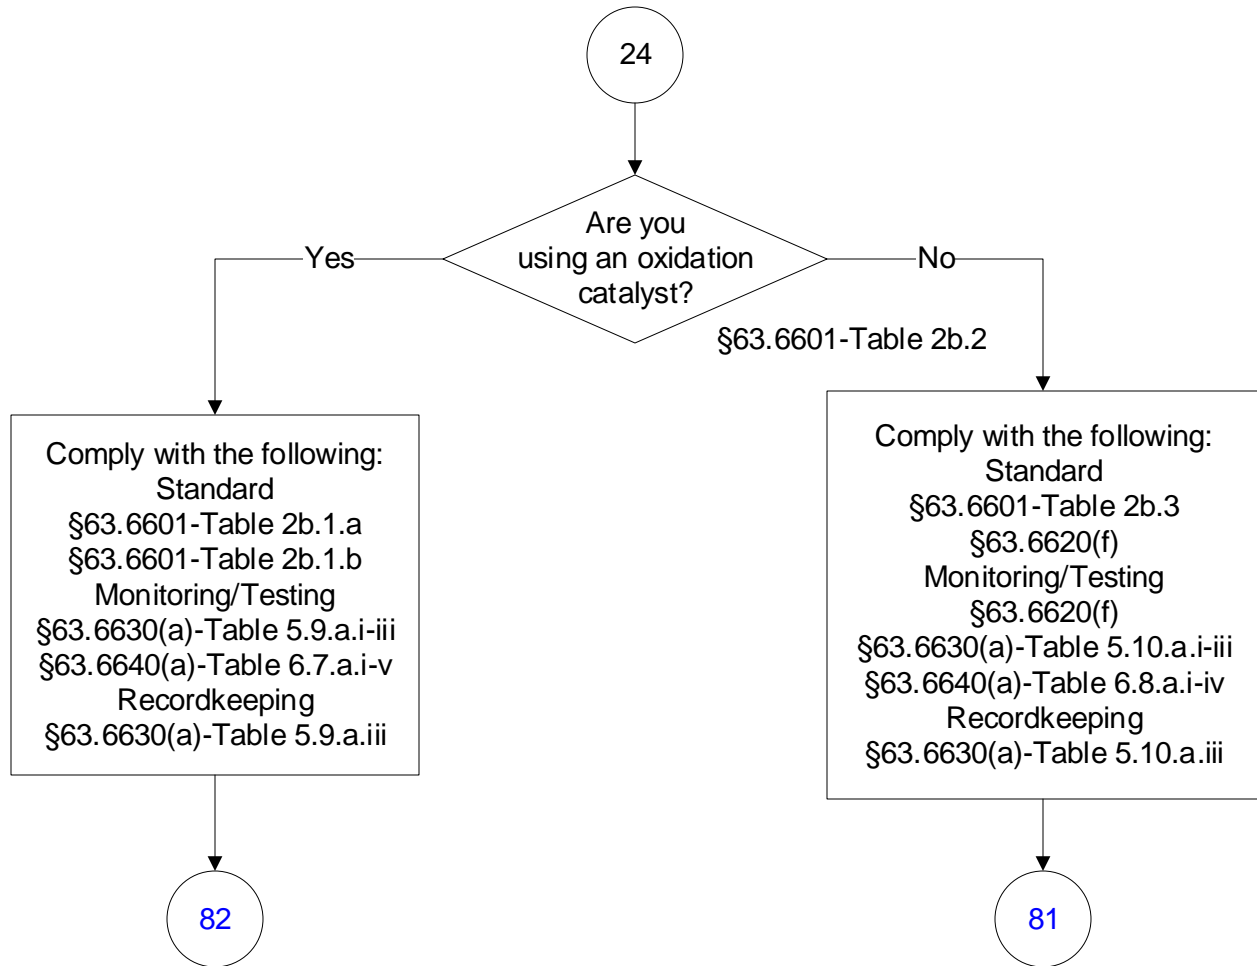 24
Are you
using an oxidation
catalyst?
Yes
No
§63.6601-Table 2b.2
Comply with the following:
Standard
§63.6601-Table 2b.1.a
§63.6601-Table 2b.1.b
Monitoring/Testing
§63.6630(a)-Table 5.9.a.i-iii
§63.6640(a)-Table 6.7.a.i-v
Recordkeeping
§63.6630(a)-Table 5.9.a.iii
Comply with the following:
Standard
§63.6601-Table 2b.3
§63.6620(f)
Monitoring/Testing
§63.6620(f)
§63.6630(a)-Table 5.10.a.i-iii
§63.6640(a)-Table 6.8.a.i-iv
Recordkeeping
§63.6630(a)-Table 5.10.a.iii
82
81